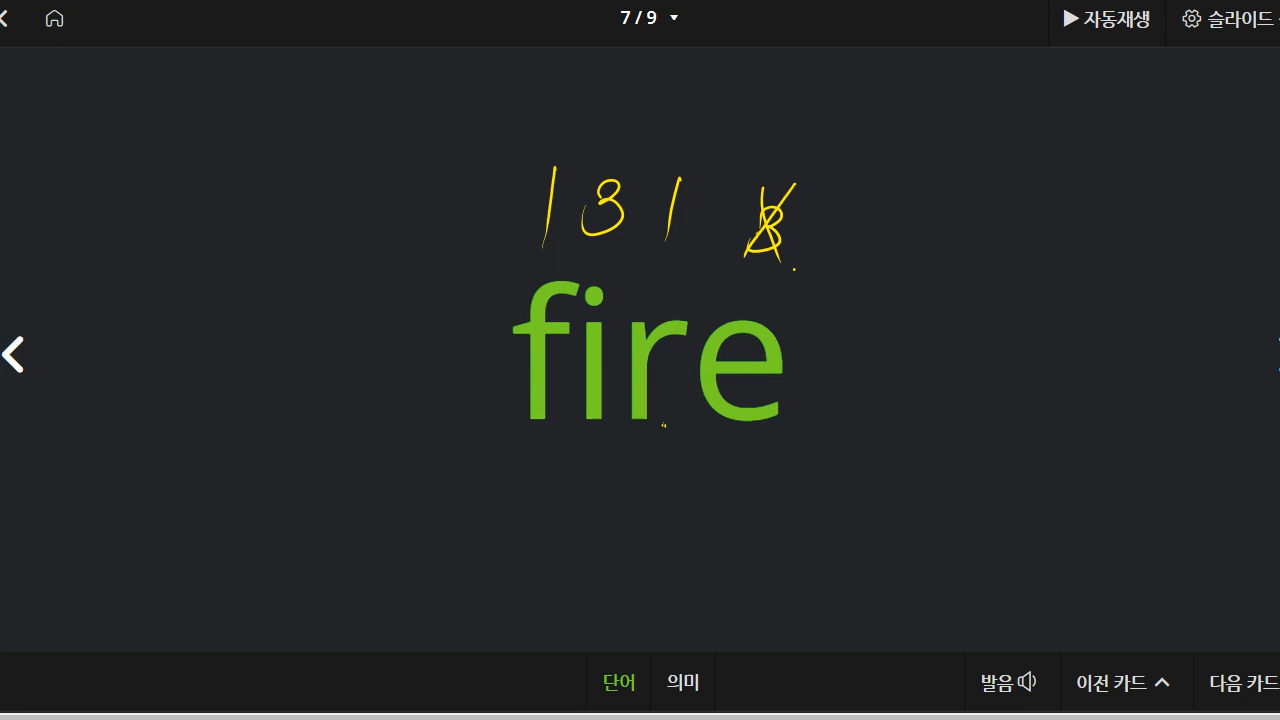 7 / 9 자동재생 슬라이드
1 3 1
fire
단어 의미 발음 이전 카드 다음 카드